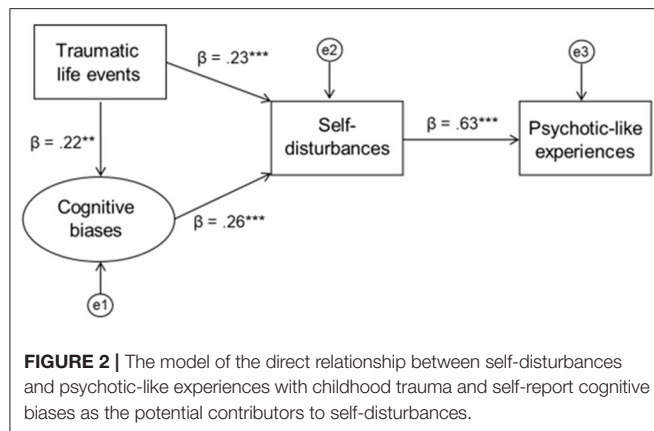 Traumatic
life events
β = .23***
e2
e3
Self-
disturbances
β = .63***
Psychotic-like
experiences
β = .22**
Cognitive
biases
β = .26***
e1
FIGURE 2 | The model of the direct relationship between self-disturbances
and psychotic-like experiences with childhood trauma and self-report cognitive
biases as the potential contributors to self-disturbances.